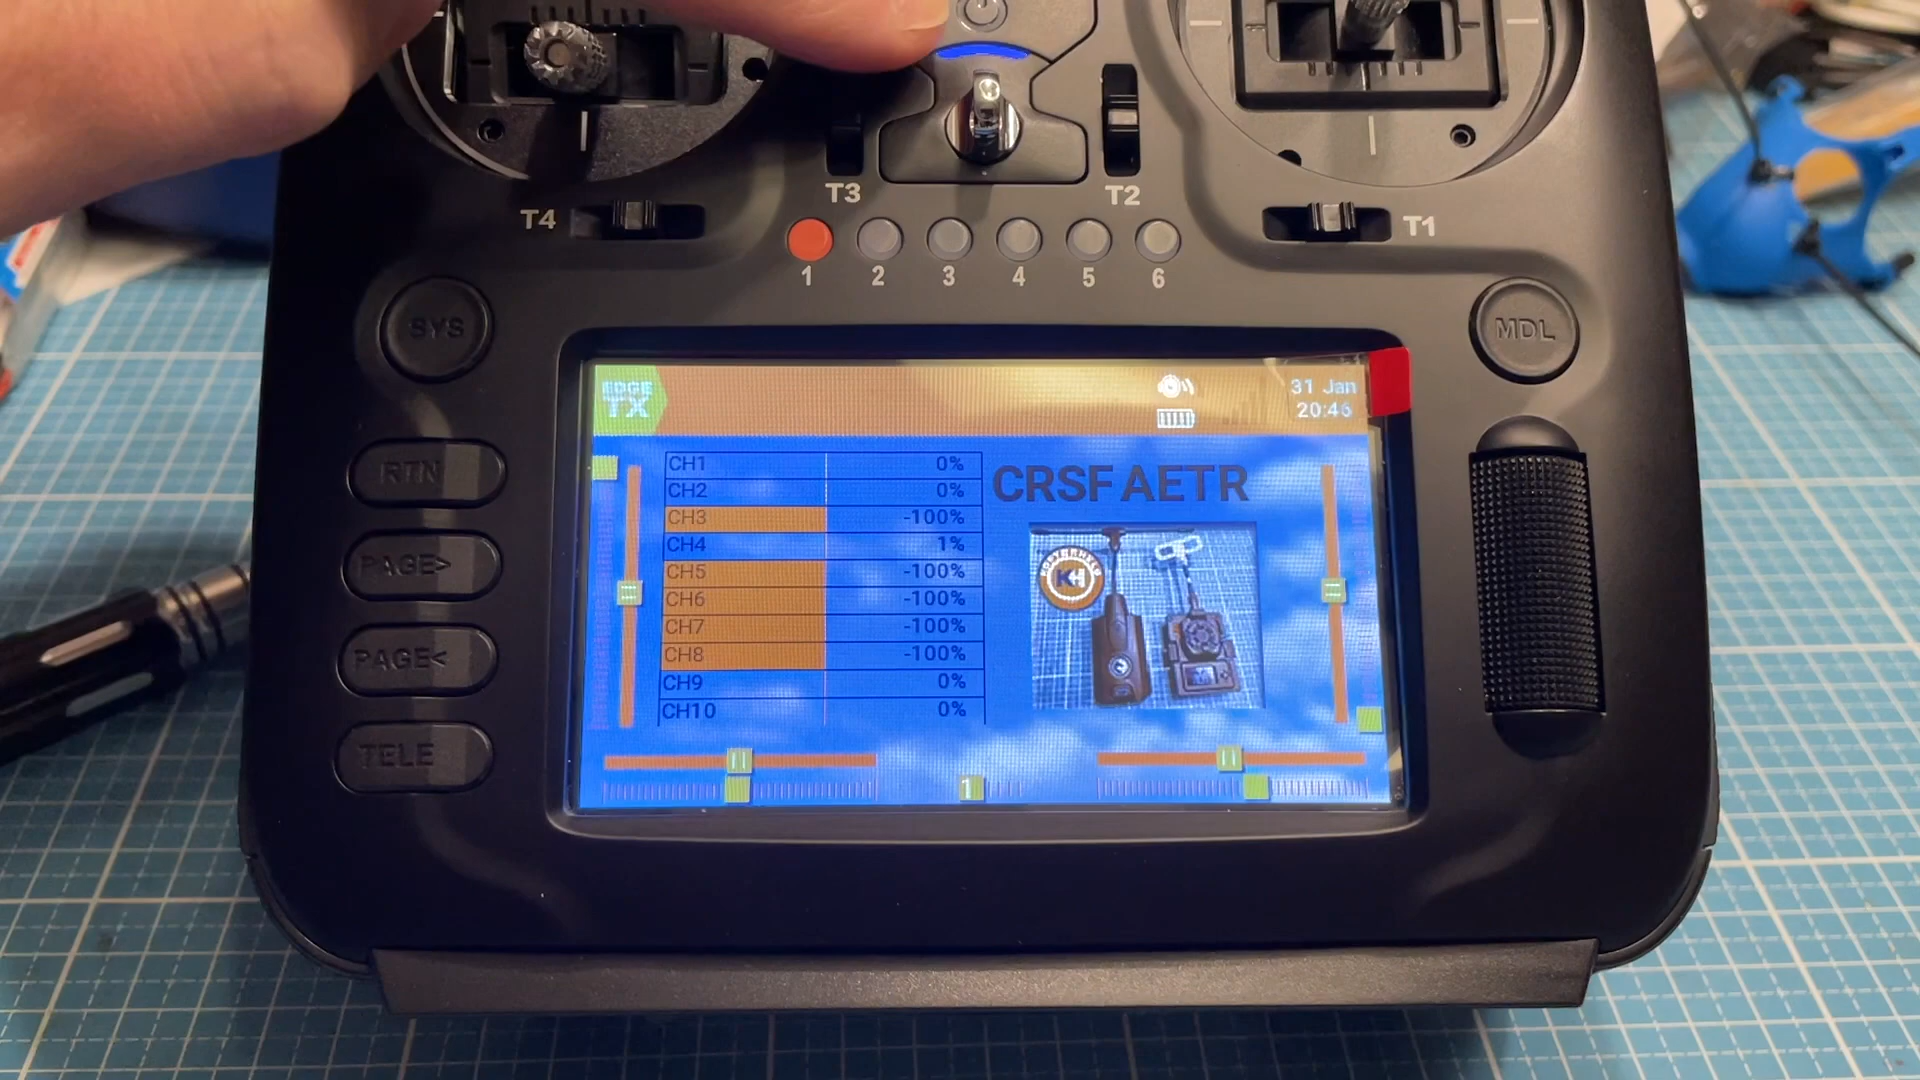 T3
T2
T4
T1
1 2 3 4 5 6
SYS
MDL
RTN
PAGE>
PAGE<
TELE
EDGE
TX
31 Jan
20:46
CH1 0%
CH2 0%
CH3 -100%
CH4 1%
CH5 -100%
CH6 -100%
CH7 -100%
CH8 -100%
CH9 0%
CH10 0%
CRSF AETR
KH
1